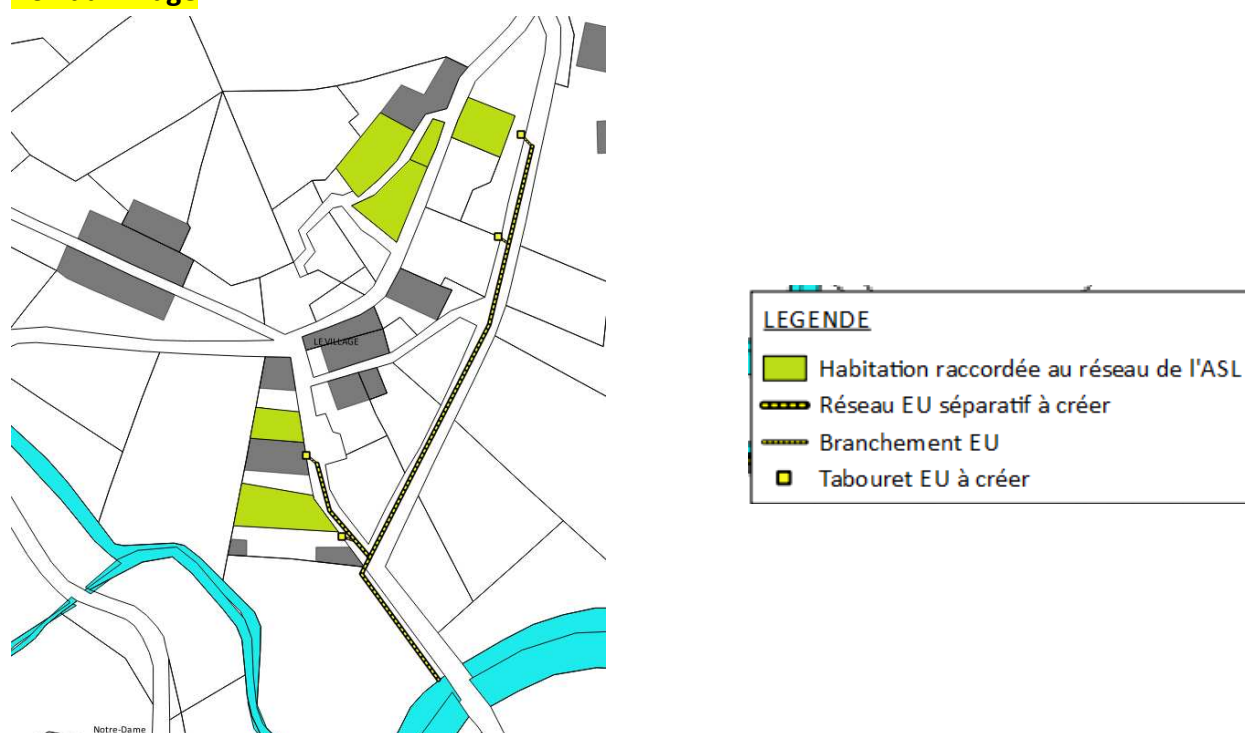 LE VILLAGE
Notre-Dame
LEGENDE
Habitation raccordée au réseau de l'ASL
Réseau EU séparatif à créer
Branchement EU
Tabouret EU à créer